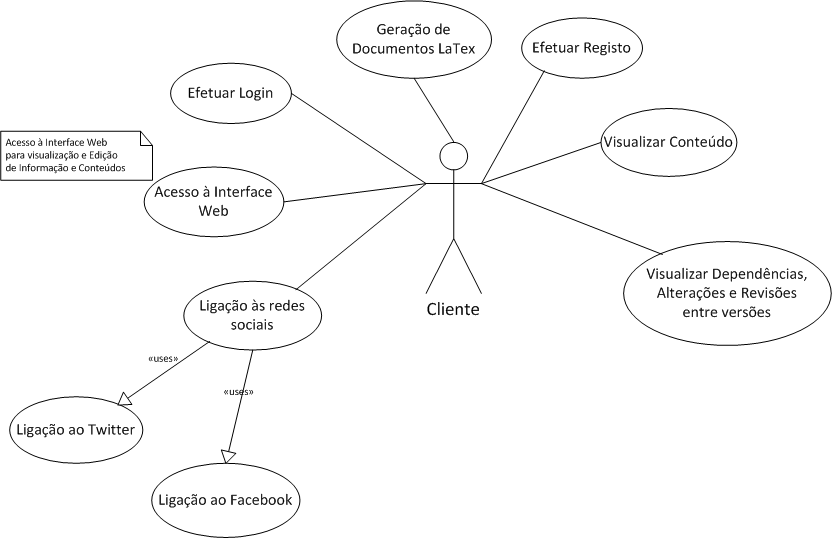 Geração de
Documentos LaTex
Efetuar Registo
Efetuar Login
Visualizar Conteúdo
Acesso à Interface Web
para visualização e Edição
de Informação e Conteúdos
Acesso à Interface
Web
Visualizar Dependências,
Alterações e Revisões
entre versões
Ligação às redes
sociais
Cliente
«uses»
«uses»
Ligação ao Twitter
Ligação ao Facebook